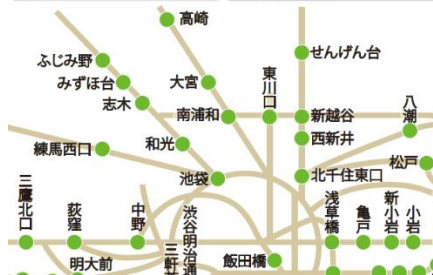 高崎
せんげん台
ふじみ野
みずほ台
大宮
東川口
志木
南浦和
新越谷
八潮
西新井
練馬西口
和光
松戸
池袋
北千住東口
三鷹北口
荻窪
中野
渋谷明治通
浅草橋
亀戸
新小岩
小岩
三軒
飯田橋
明大前